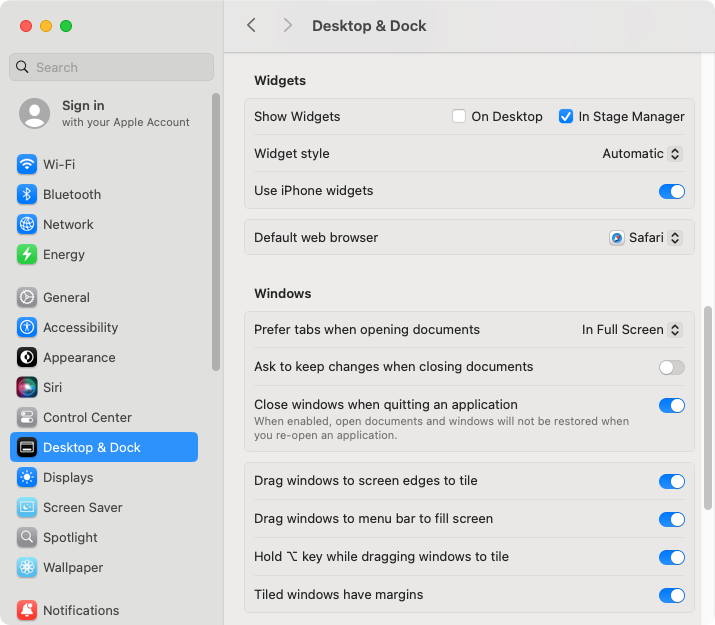 Desktop & Dock
Search
Sign in
with your Apple Account
Wi-Fi
Bluetooth
Network
Energy
General
Accessibility
Appearance
Siri
Control Center
Desktop & Dock
Displays
Screen Saver
Spotlight
Wallpaper
Notifications
Widgets
Show Widgets On Desktop In Stage Manager
Widget style Automatic
Use iPhone widgets
Default web browser Safari
Windows
Prefer tabs when opening documents In Full Screen
Ask to keep changes when closing documents
Close windows when quitting an application
When enabled, open documents and windows will not be restored when
you re-open an application.
Drag windows to screen edges to tile
Drag windows to menu bar to fill screen
Hold ⌥ key while dragging windows to tile
Tiled windows have margins